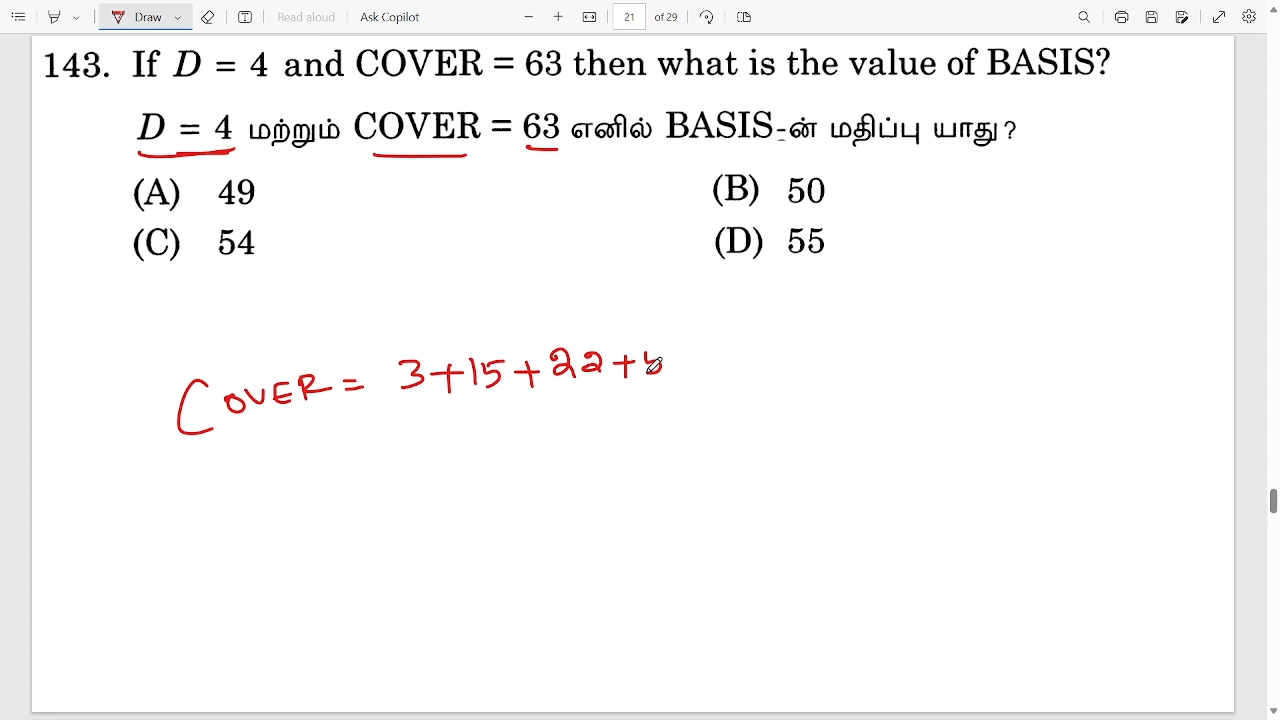 Draw
Read aloud
Ask Copilot
21 of 29
143. If D = 4 and COVER = 63 then what is the value of BASIS?
D = 4 மற்றும் COVER = 63 எனில் BASIS-ன் மதிப்பு யாது?
(A) 49 (B) 50
(C) 54 (D) 55
COVER = 3+15+22+5